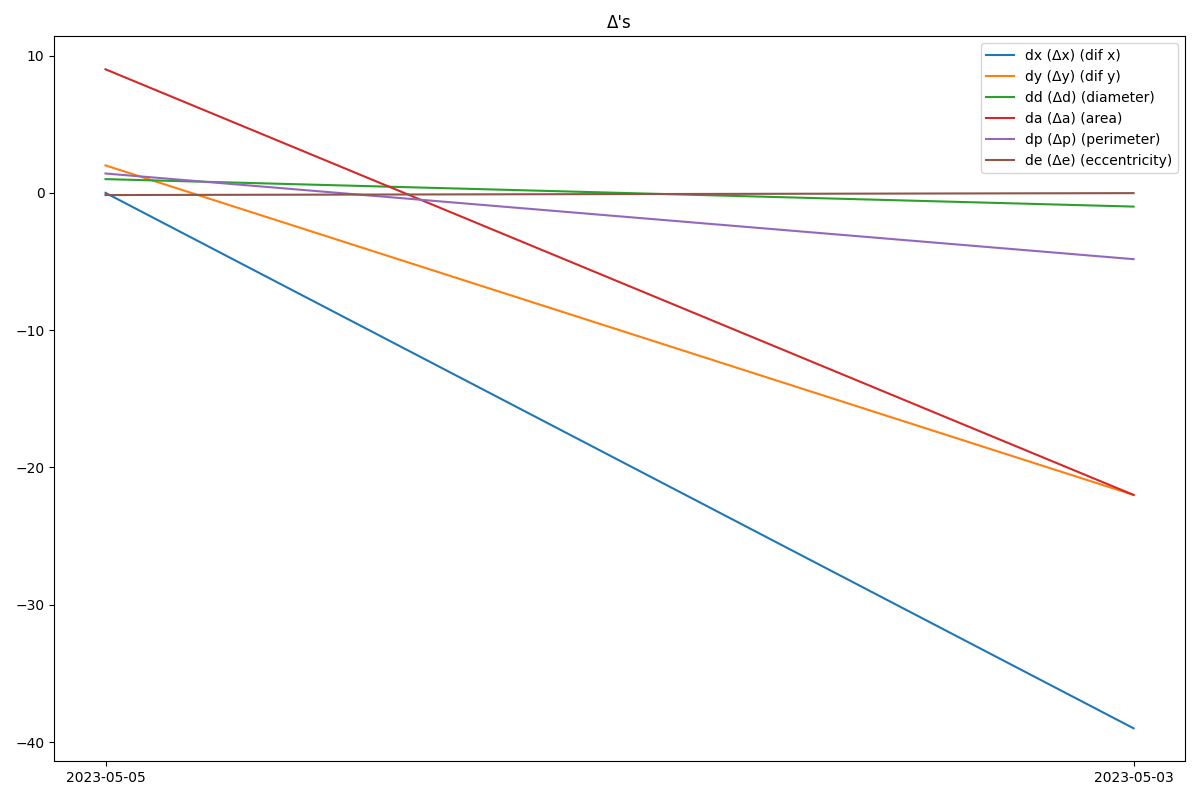 Δ's
dx (Δx) (dif x)
dy (Δy) (dif y)
dd (Δd) (diameter)
da (Δa) (area)
dp (Δp) (perimeter)
de (Δe) (eccentricity)
10
0
−10
−20
−30
−40
2023-05-05
2023-05-03